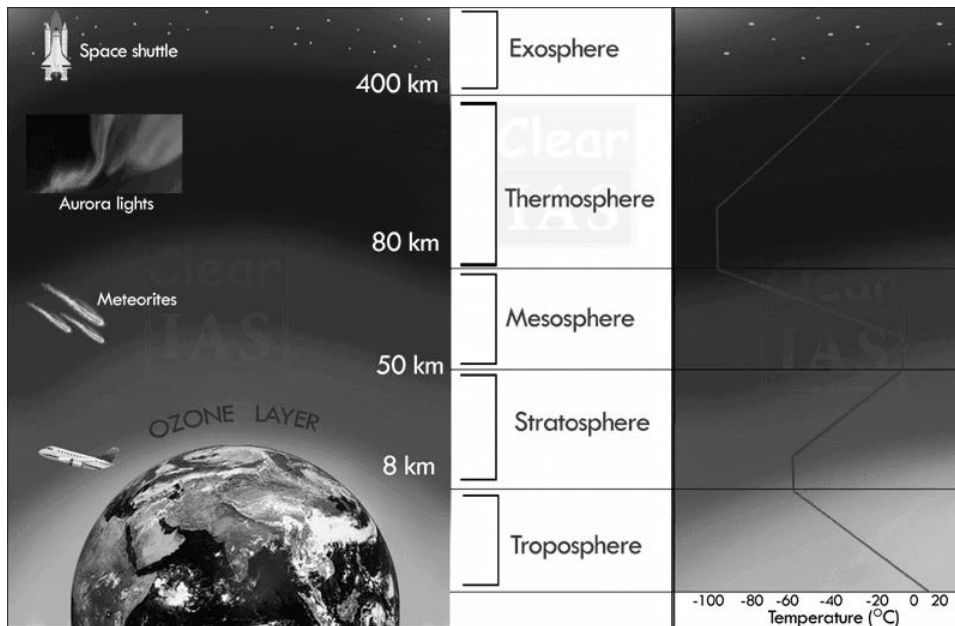 Space shuttle
400 km
Aurora lights
80 km
Meteorites
50 km
OZONE LAYER
8 km
Exosphere
Thermosphere
Mesosphere
Stratosphere
Troposphere
Clear
IAS
Clear
IAS
Clear
IAS
-100 -80 -60 -40 -20 0 20
Temperature (°C)